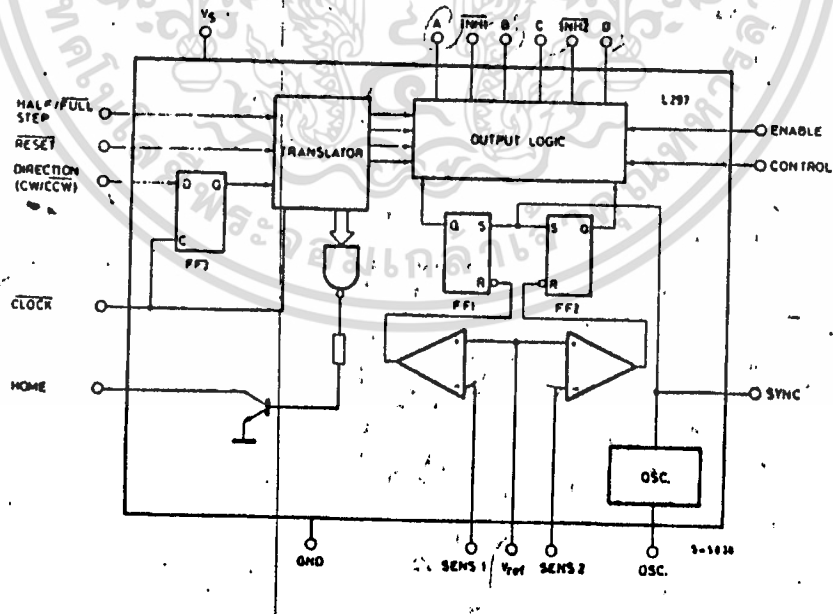 Vs
A INH1 B C INH2 D
L297
HALF/FULL
STEP
RESET
DIRECTION
(CW/CCW)
TRANSLATOR
OUTPUT LOGIC
ENABLE
CONTROL
D Q
C
FF3
Q S
R
FF1
S Q
R
FF2
CLOCK
HOME
SYNC
OSC.
GND
SENS 1
Vref
SENS 2
OSC.